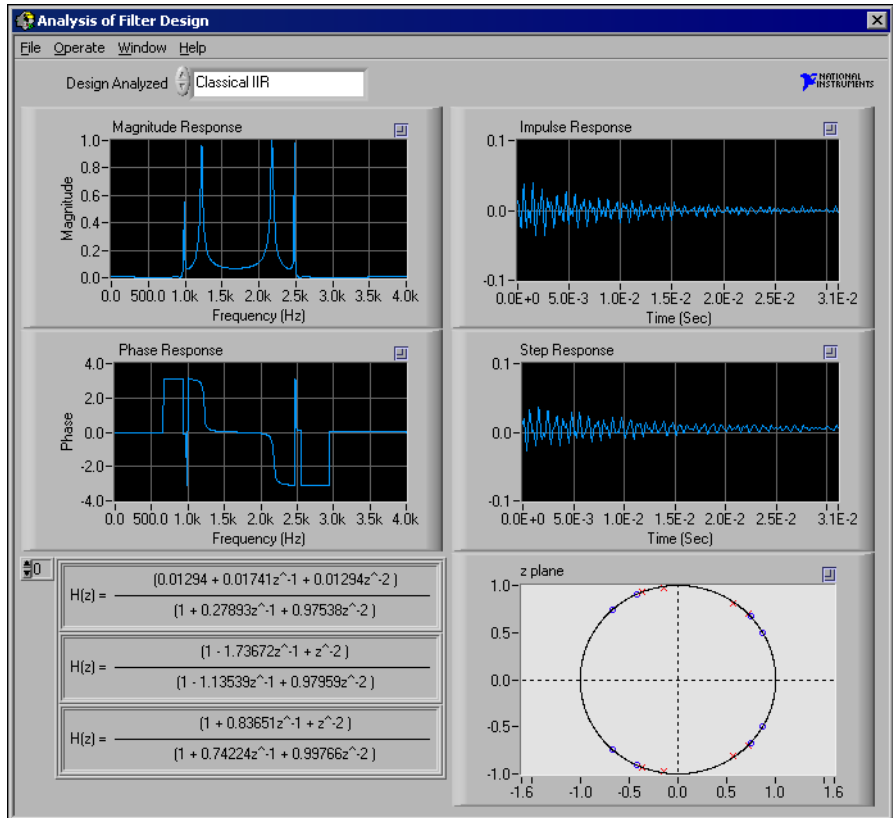 Analysis of Filter Design
File Operate Window Help
Design Analyzed Classical IIR
NATIONAL INSTRUMENTS
Magnitude Response
Magnitude
1.0
0.8
0.6
0.4
0.2
0.0
0.0 500.0 1.0k 1.5k 2.0k 2.5k 3.0k 3.5k 4.0k
Frequency (Hz)
Impulse Response
0.1
0.0
-0.1
0.0E+0 5.0E-3 1.0E-2 1.5E-2 2.0E-2 2.5E-2 3.1E-2
Time (Sec)
Phase Response
Phase
4.0
2.0
0.0
-2.0
-4.0
0.0 500.0 1.0k 1.5k 2.0k 2.5k 3.0k 3.5k 4.0k
Frequency (Hz)
Step Response
0.1
0.0
-0.1
0.0E+0 5.0E-3 1.0E-2 1.5E-2 2.0E-2 2.5E-2 3.1E-2
Time (Sec)
0
(0.01294 + 0.01741z^-1 + 0.01294z^-2 )
H(z) =
(1 + 0.27893z^-1 + 0.97538z^-2 )
(1 - 1.73672z^-1 + z^-2 )
H(z) =
(1 - 1.13539z^-1 + 0.97959z^-2 )
(1 + 0.83651z^-1 + z^-2 )
H(z) =
(1 + 0.74224z^-1 + 0.99766z^-2 )
z plane
1.0
0.5
0.0
-0.5
-1.0
-1.6 -1.0 -0.5 0.0 0.5 1.0 1.6